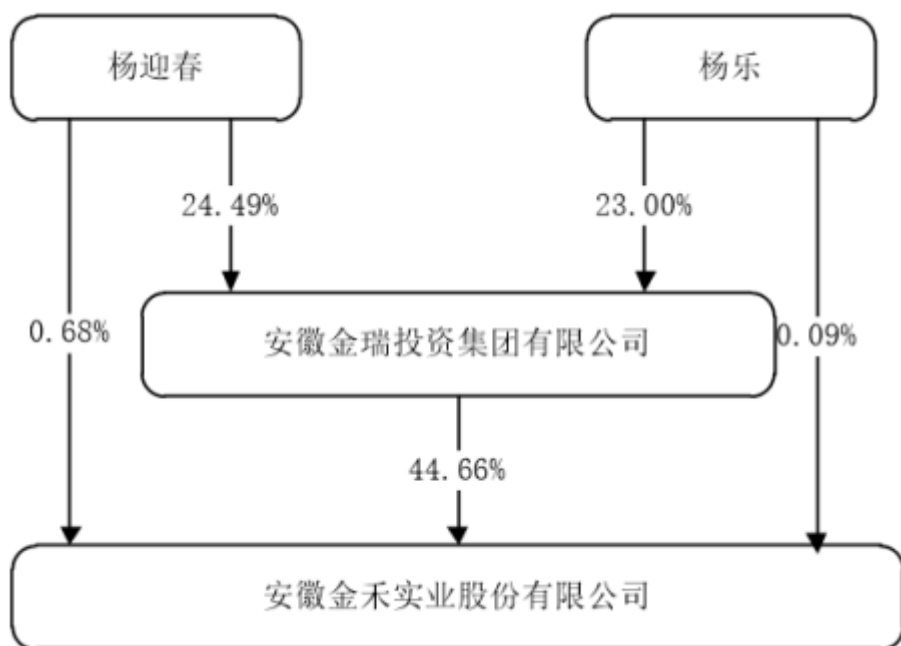 杨迎春
杨乐
24.49%
23.00%
0.68%
安徽金瑞投资集团有限公司
0.09%
44.66%
安徽金禾实业股份有限公司